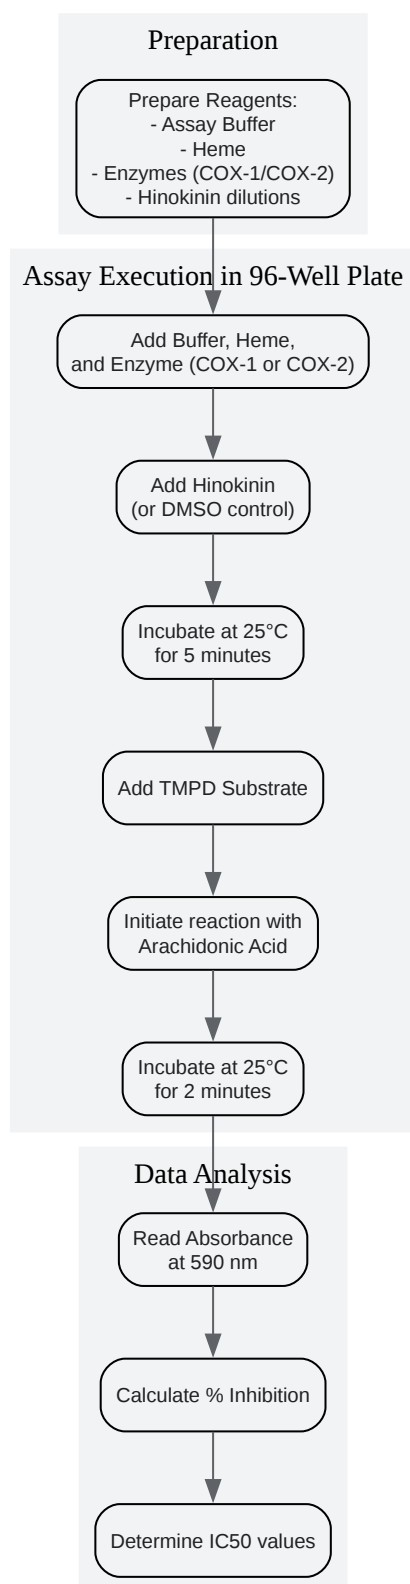 Preparation
Prepare Reagents:
- Assay Buffer
- Heme
- Enzymes (COX-1/COX-2)
- Hinokinin dilutions
Assay Execution in 96-Well Plate
Add Buffer, Heme,
and Enzyme (COX-1 or COX-2)
Add Hinokinin
(or DMSO control)
Incubate at 25°C
for 5 minutes
Add TMPD Substrate
Initiate reaction with
Arachidonic Acid
Incubate at 25°C
for 2 minutes
Data Analysis
Read Absorbance
at 590 nm
Calculate % Inhibition
Determine IC50 values